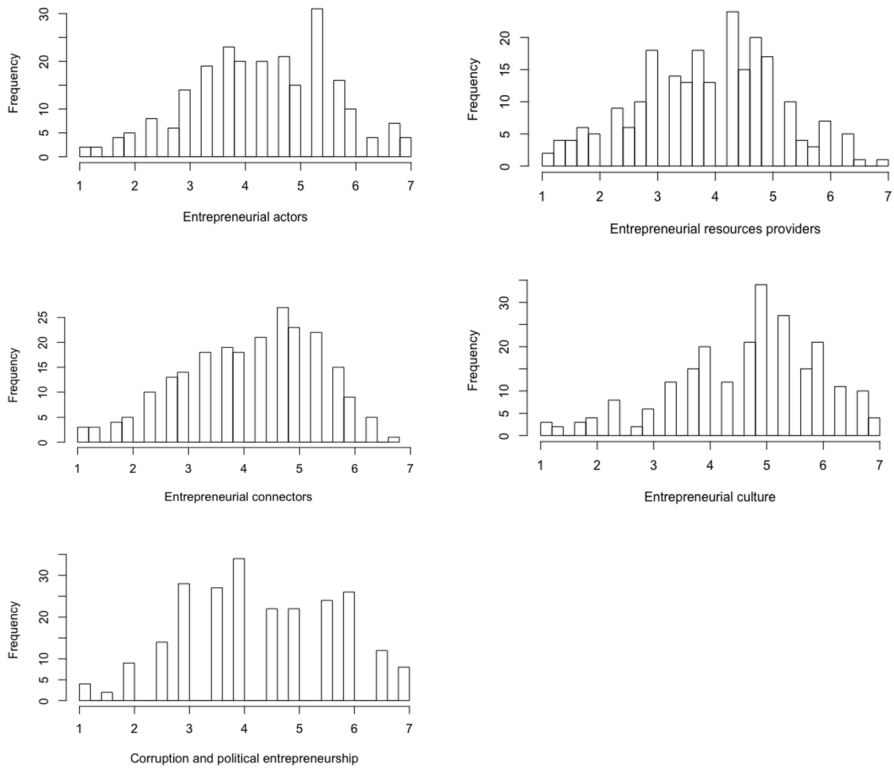 Frequency
0 5 10 20 30
1 2 3 4 5 6 7
Entrepreneurial actors
Frequency
0 5 10 15 20
1 2 3 4 5 6 7
Entrepreneurial resources providers
Frequency
0 5 10 15 20 25
1 2 3 4 5 6 7
Entrepreneurial connectors
Frequency
0 5 10 20 30
1 2 3 4 5 6 7
Entrepreneurial culture
Frequency
0 5 10 20 30
1 2 3 4 5 6 7
Corruption and political entrepreneurship